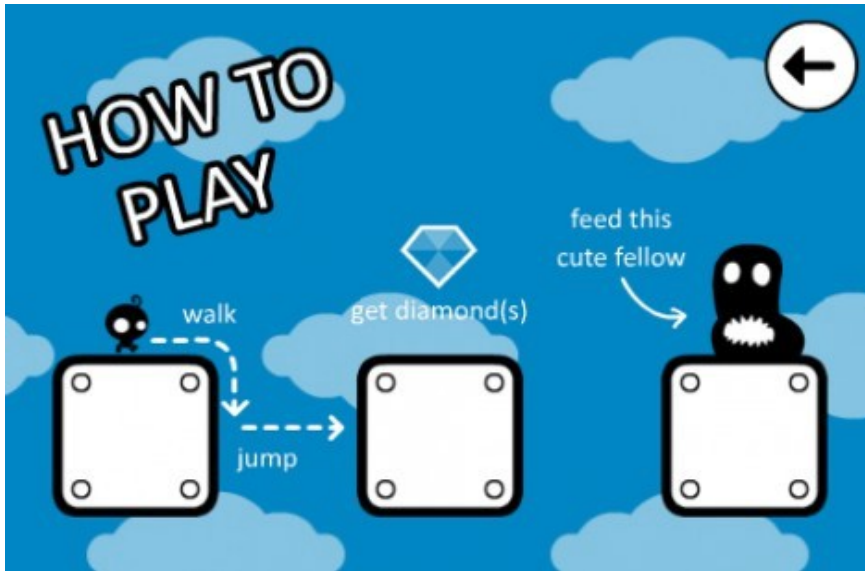 HOW TO
PLAY
walk
jump
get diamond(s)
feed this
cute fellow